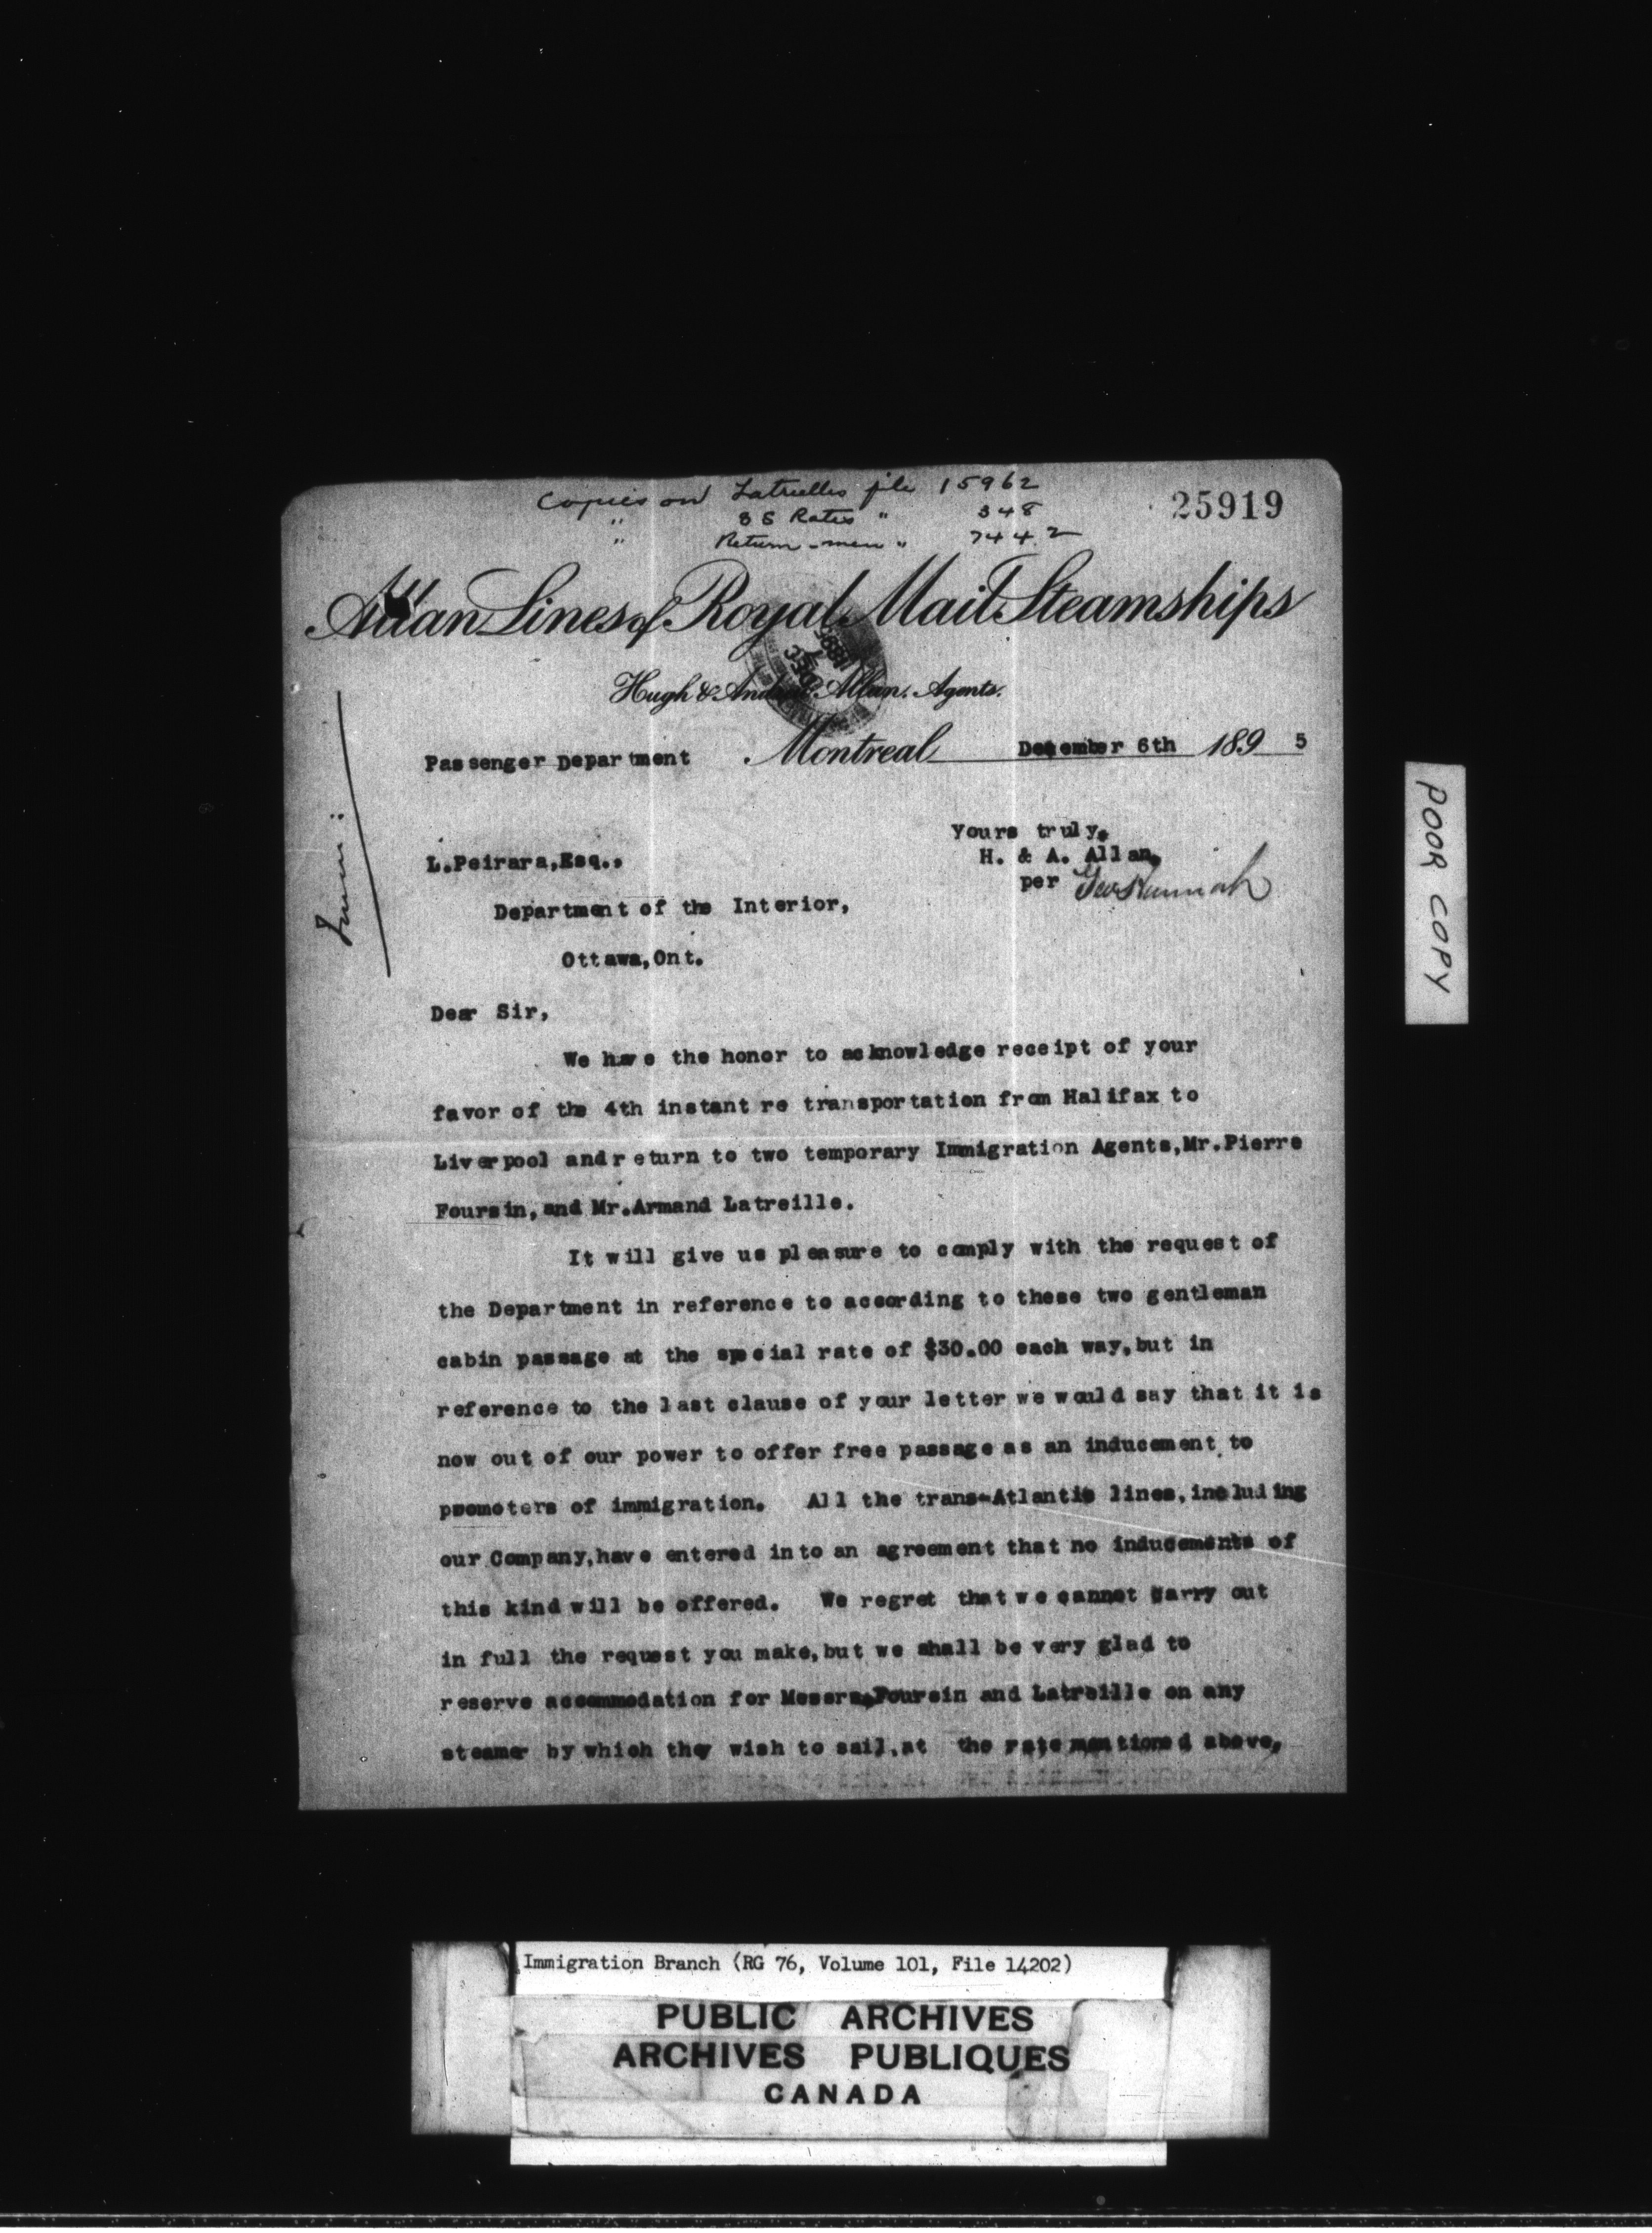 Copies on Latreilles file 15962
" SS Rates " 348
" Return-men " 7442
25919
Allan Lines of Royal Mail Steamships
Hugh & Andrew Allan, Agents.
DEC 7 1895
Passenger Department Montreal December 6th 189 5
Yours truly,
H. & A. Allan,
per Geo Hannah
L.Peirara,Esq.,
Department of the Interior,
Ottawa,Ont.
Dear Sir,
We have the honor to acknowledge receipt of your
favor of the 4th instant re transportation from Halifax to
Liverpool and return to two temporary Immigration Agents,Mr.Pierre
Foursin, and Mr.Armand Latreille.
It will give us pleasure to comply with the request of
the Department in reference to according to these two gentleman
cabin passage at the special rate of $30.00 each way,but in
reference to the last clause of your letter we would say that it is
now out of our power to offer free passage as an inducement to
promoters of immigration. All the trans-Atlantic lines,including
our Company,have entered into an agreement that no inducements of
this kind will be offered. We regret that we cannot carry out
in full the request you make,but we shall be very glad to
reserve accommodation for Messrs.Foursin and Latreille on any
steamer by which they wish to sail,at the rate mentioned above,
POOR COPY
Immigration Branch (RG 76, Volume 101, File 14202)
PUBLIC ARCHIVES
ARCHIVES PUBLIQUES
CANADA